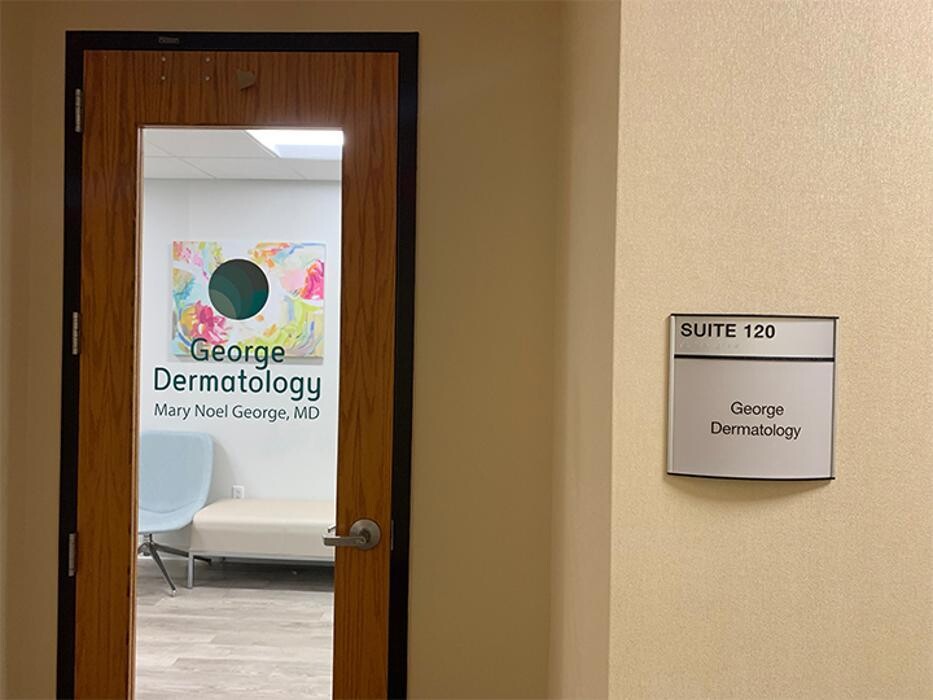 George
Dermatology
Mary Noel George, MD
SUITE 120
George
Dermatology